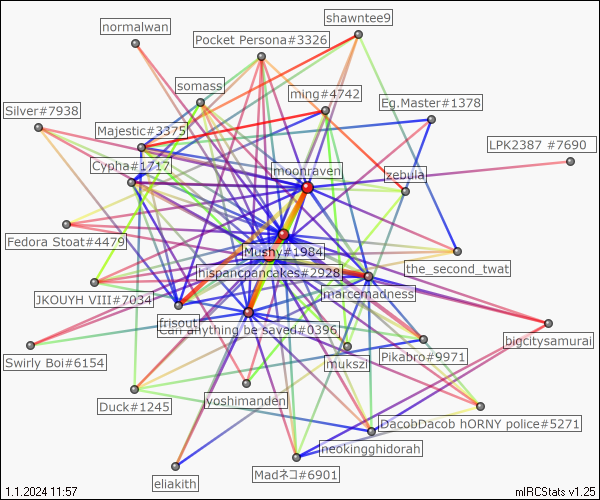 shawntee9
normalwan
Pocket Persona#3326
somass
ming#4742
Eg.Master#1378
Silver#7938
Majestic#3375
LPK2387 #7690
Cypha#1717
moonraven
zebula
Fedora Stoat#4479
Mushy#1984
hispancpancakes#2928
the_second_twat
JKOUYH VIII#7034
marcemadness
frisout
can anything be saved#0396
bigcitysamurai
Swirly Boi#6154
mukszi
Pikabro#9971
Duck#1245
yoshimanden
DacobDacob hORNY police#5271
neokingghidorah
eliakith
Madネコ#6901
1.1.2024 11:57
mIRCStats v1.25